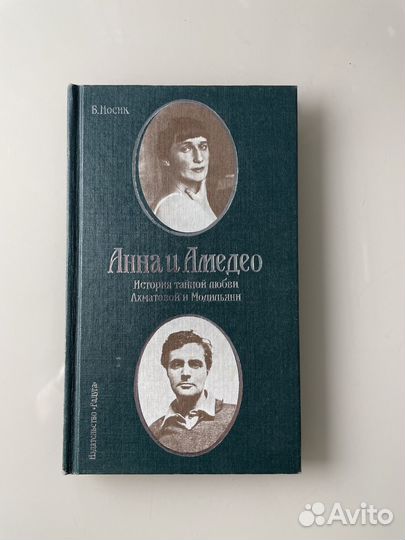 Б. Носик
Анна и Амедео
История тайной любви
Ахматовой и Модильяни
Издательство «Радуга»
Avito